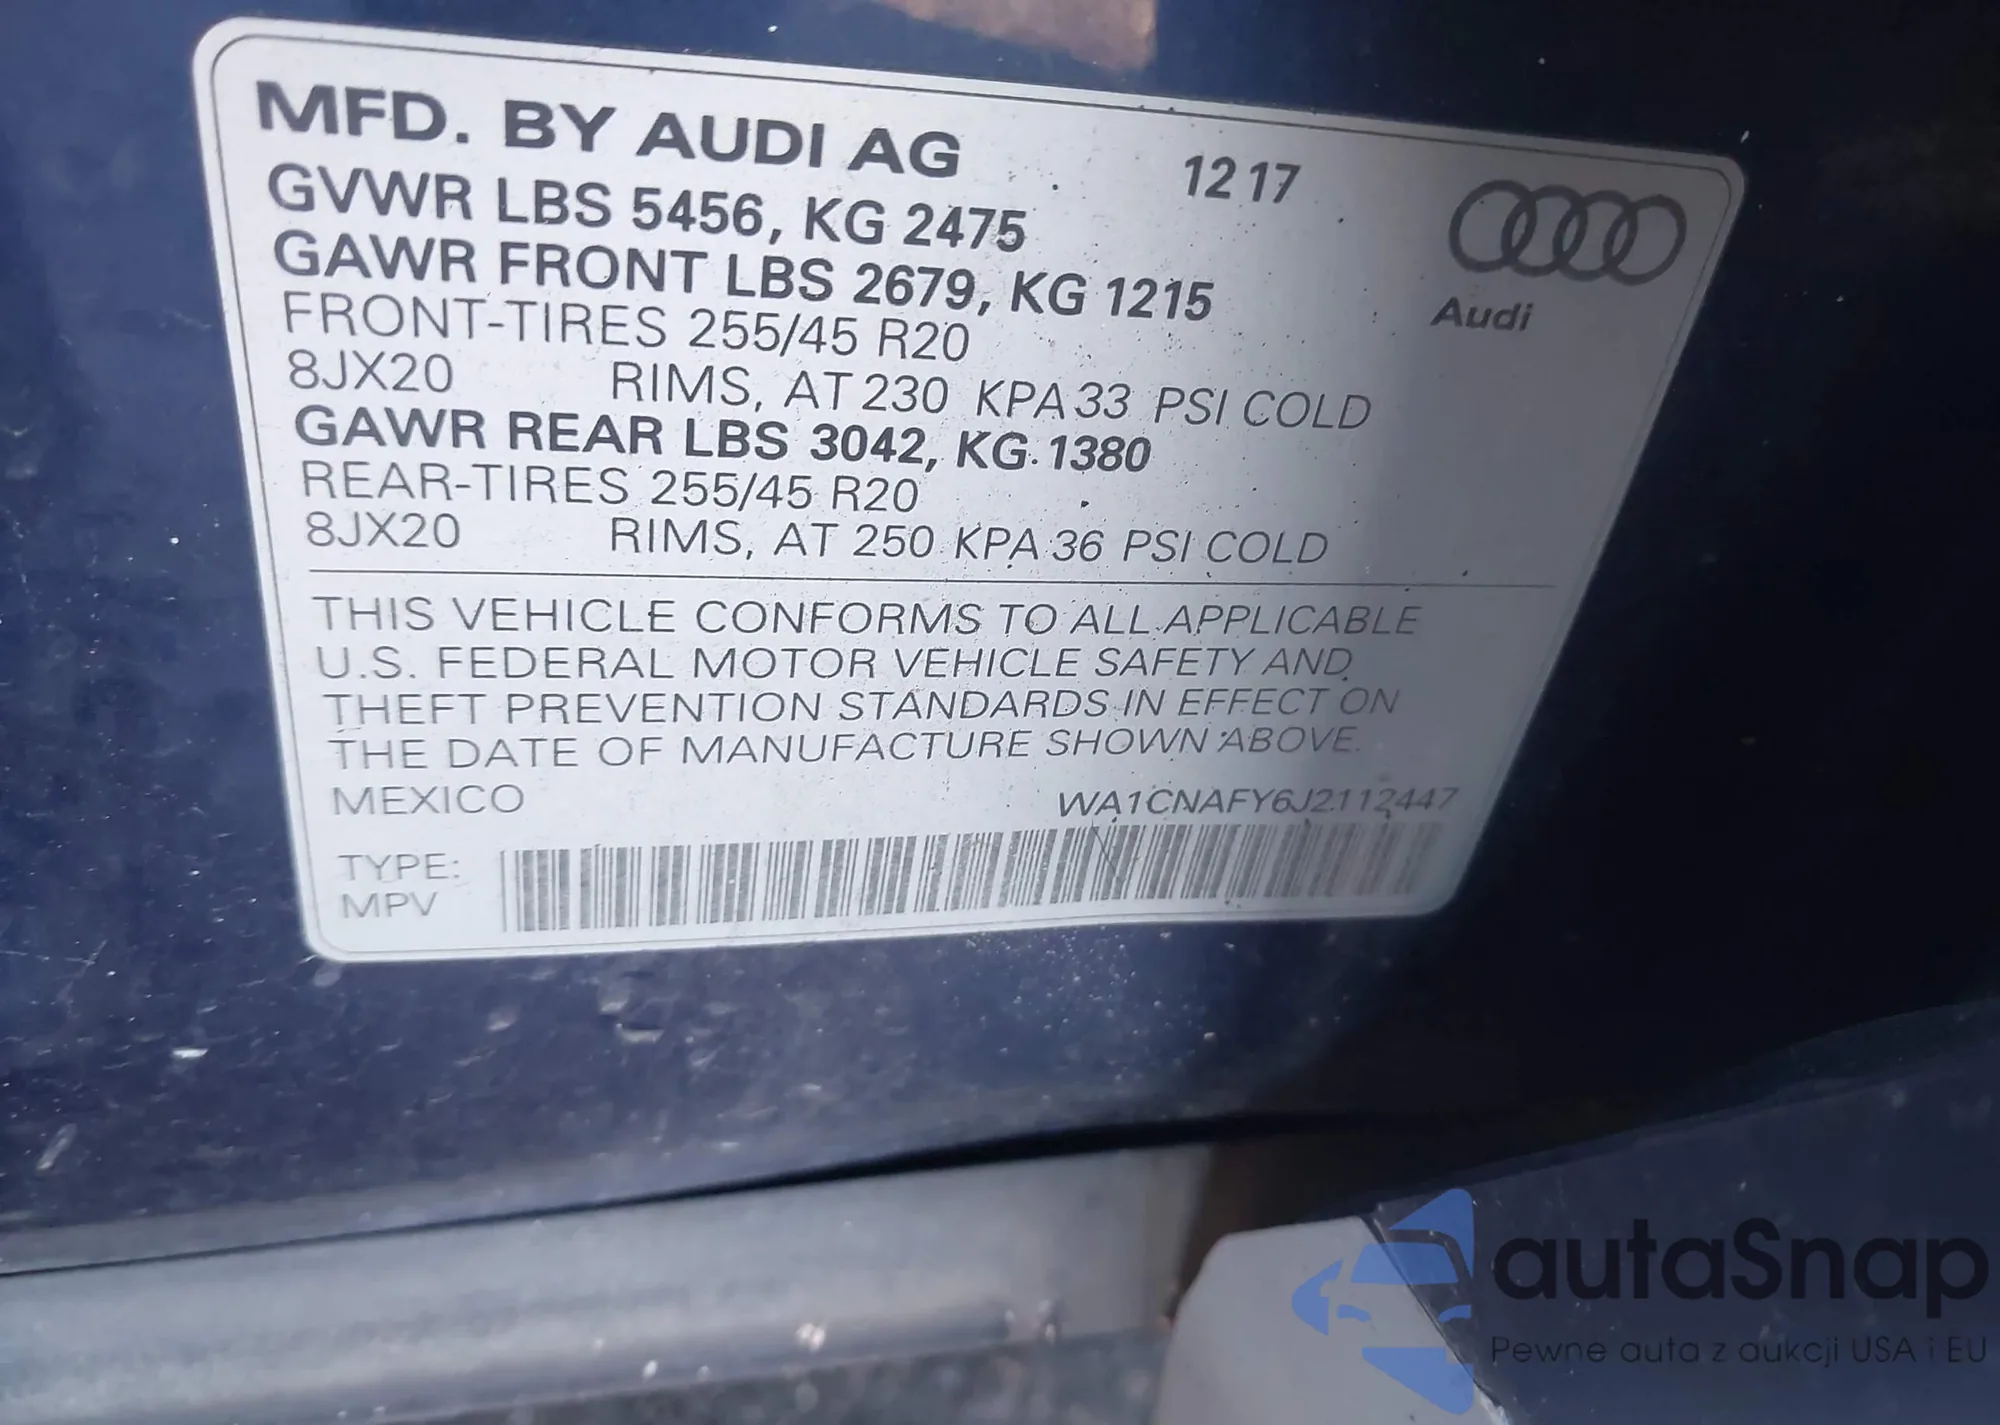 MFD. BY AUDI AG 12 17
GVWR LBS 5456, KG 2475
GAWR FRONT LBS 2679, KG 1215
Audi
FRONT-TIRES 255/45 R20
8JX20 RIMS, AT 230 KPA 33 PSI COLD
GAWR REAR LBS 3042, KG 1380
REAR-TIRES 255/45 R20
8JX20 RIMS, AT 250 KPA 36 PSI COLD
THIS VEHICLE CONFORMS TO ALL APPLICABLE
U.S. FEDERAL MOTOR VEHICLE SAFETY AND
THEFT PREVENTION STANDARDS IN EFFECT ON
THE DATE OF MANUFACTURE SHOWN ABOVE.
MEXICO WA1CNAFY6J2112447
TYPE:
MPV
autaSnap
Pewne auta z aukcji USA i EU